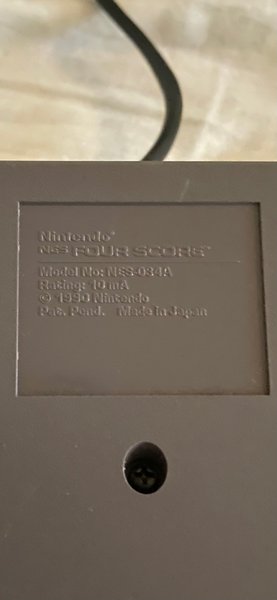 Nintendo®
NES FOUR SCORE™
Model No: NES-034A
Rating: 10 mA
© 1990 Nintendo
Pat. Pend. Made in Japan